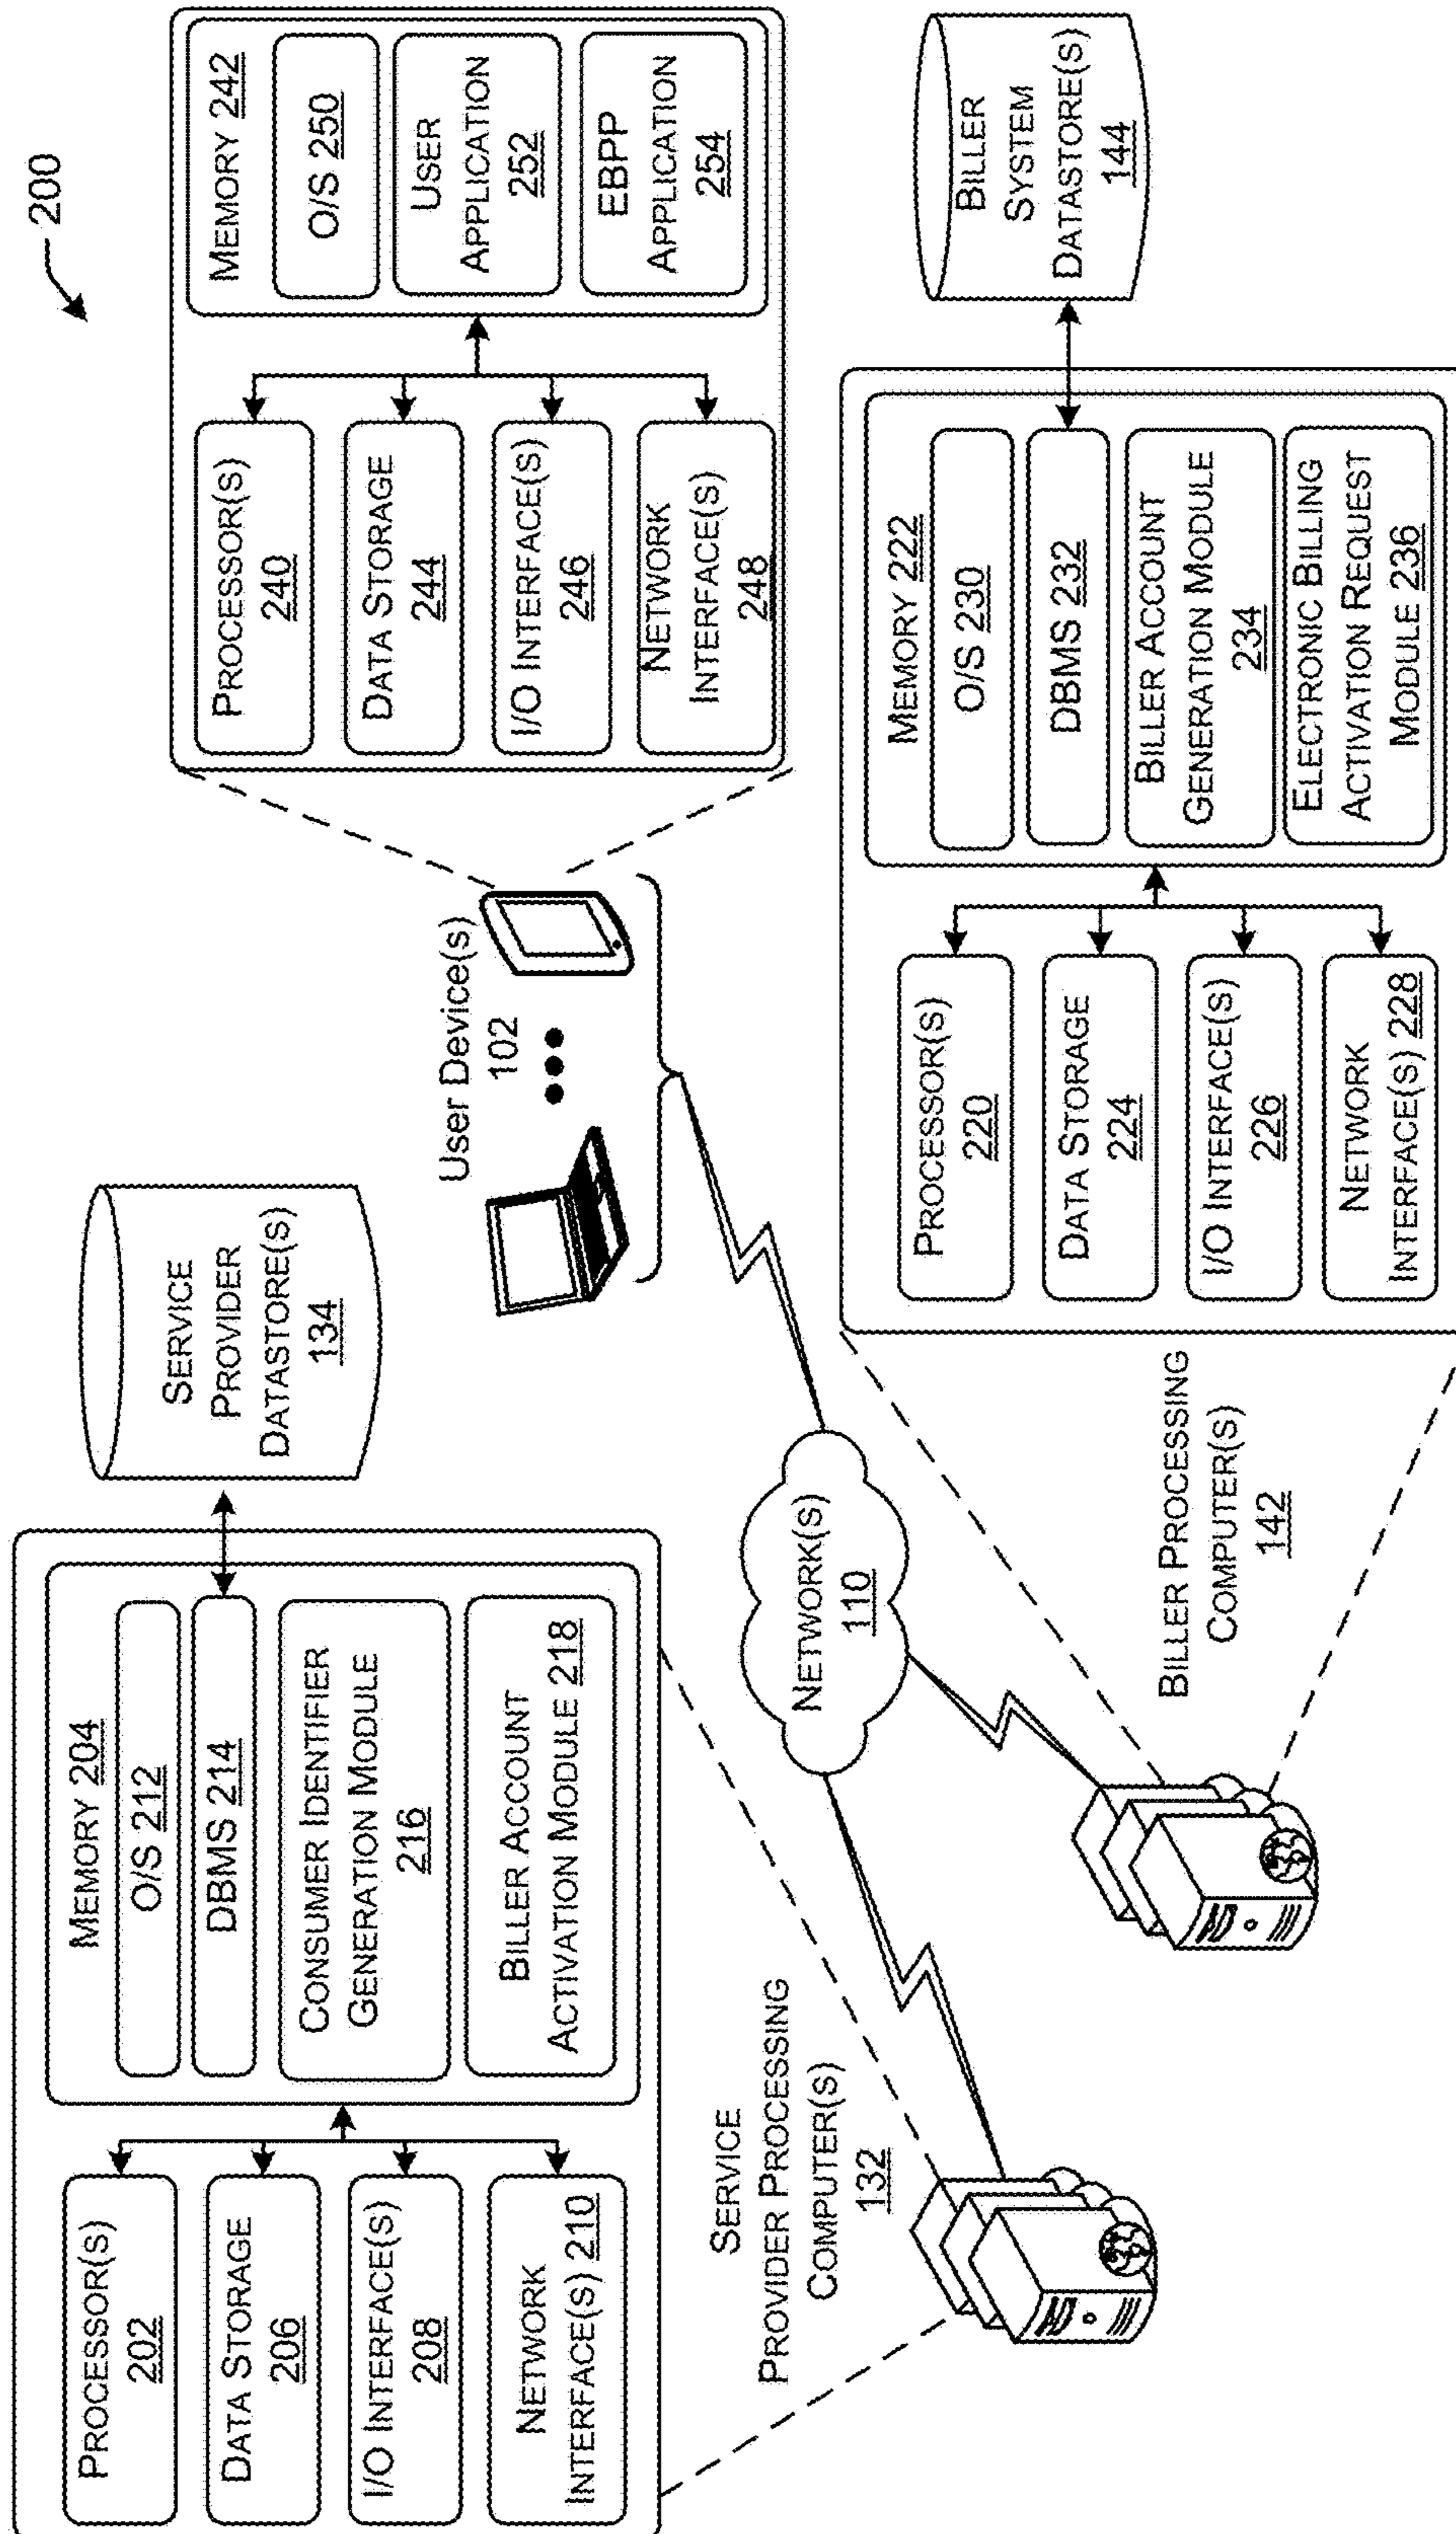 200
PROCESSOR(S)
202
DATA STORAGE
206
I/O INTERFACE(S)
208
NETWORK
INTERFACE(S) 210
MEMORY 204
O/S 212
DBMS 214
CONSUMER IDENTIFIER
GENERATION MODULE
216
BILLER ACCOUNT
ACTIVATION MODULE 218
SERVICE
PROVIDER
DATASTORE(S)
134
User Device(s)
102
PROCESSOR(S)
240
DATA STORAGE
244
I/O INTERFACE(S)
246
NETWORK
INTERFACE(S)
248
MEMORY 242
O/S 250
USER
APPLICATION
252
EBPP
APPLICATION
254
SERVICE
PROVIDER PROCESSING
COMPUTER(S)
132
NETWORK(S)
110
BILLER PROCESSING
COMPUTER(S)
142
PROCESSOR(S)
220
DATA STORAGE
224
I/O INTERFACE(S)
226
NETWORK
INTERFACE(S) 228
MEMORY 222
O/S 230
DBMS 232
BILLER ACCOUNT
GENERATION MODULE
234
ELECTRONIC BILLING
ACTIVATION REQUEST
MODULE 236
BILLER
SYSTEM
DATASTORE(S)
144